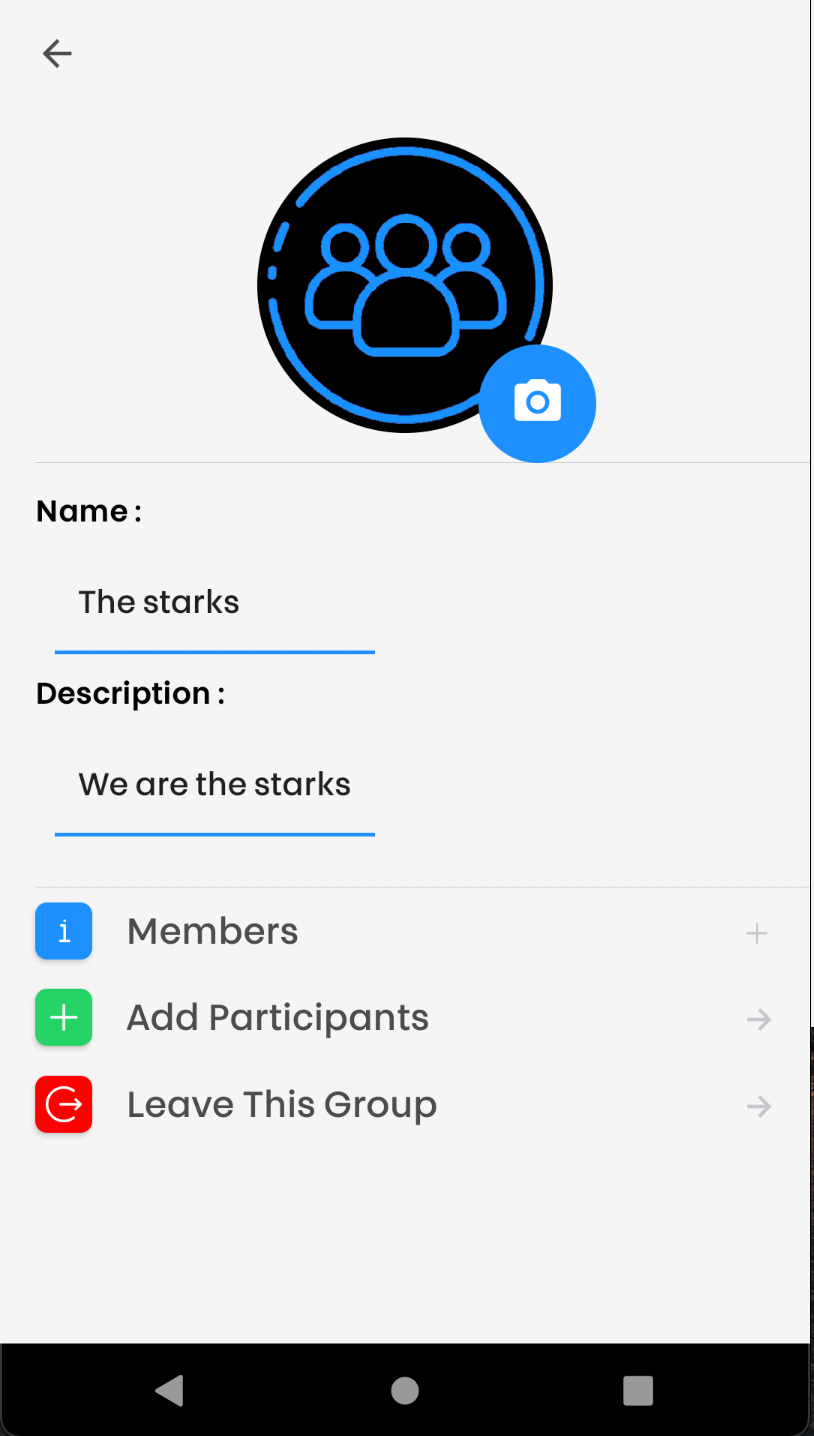 Name :
The starks
Description :
We are the starks
i Members +
+ Add Participants
Leave This Group